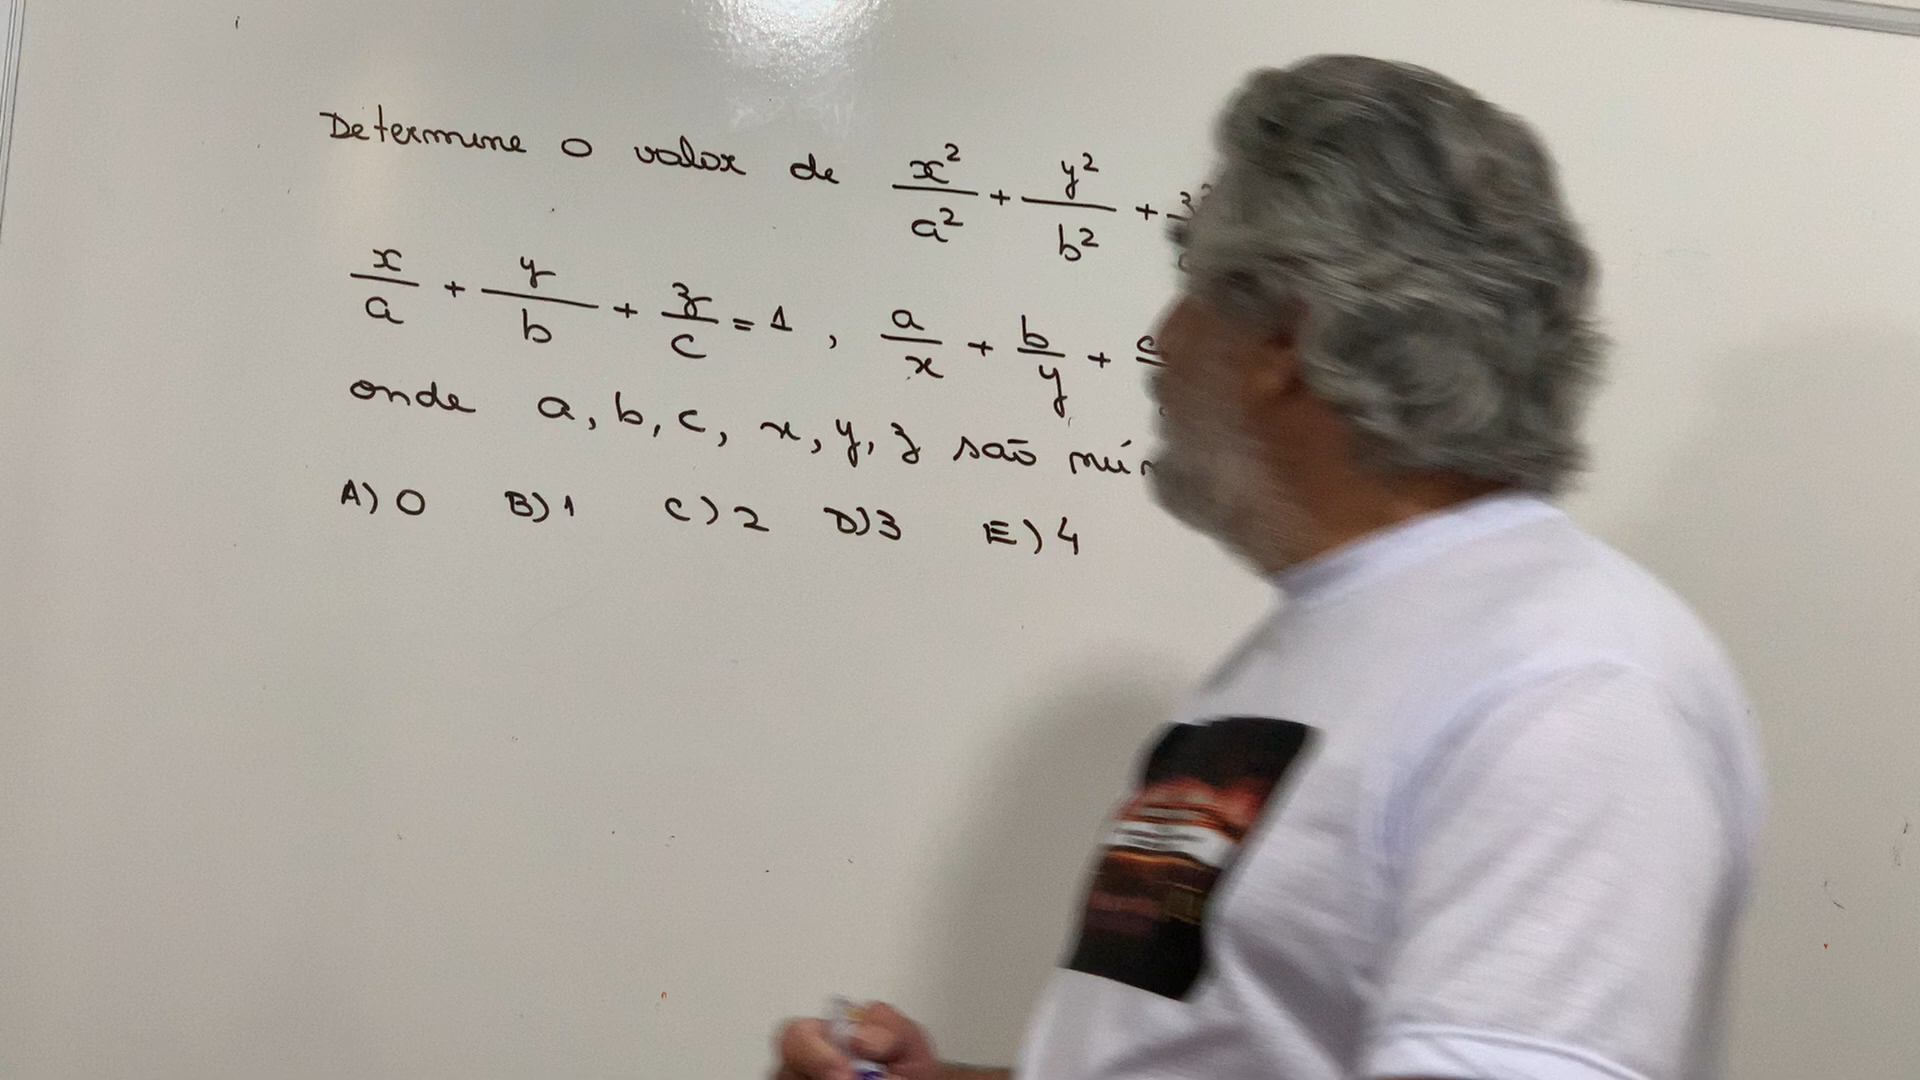 Determine o valor de x²/a² + y²/b² +
x/a + y/b + z/c = 1 , a/x + b/y +
onde a, b, c, x, y, z são
A) 0 B) 1 C) 2 D) 3 E) 4